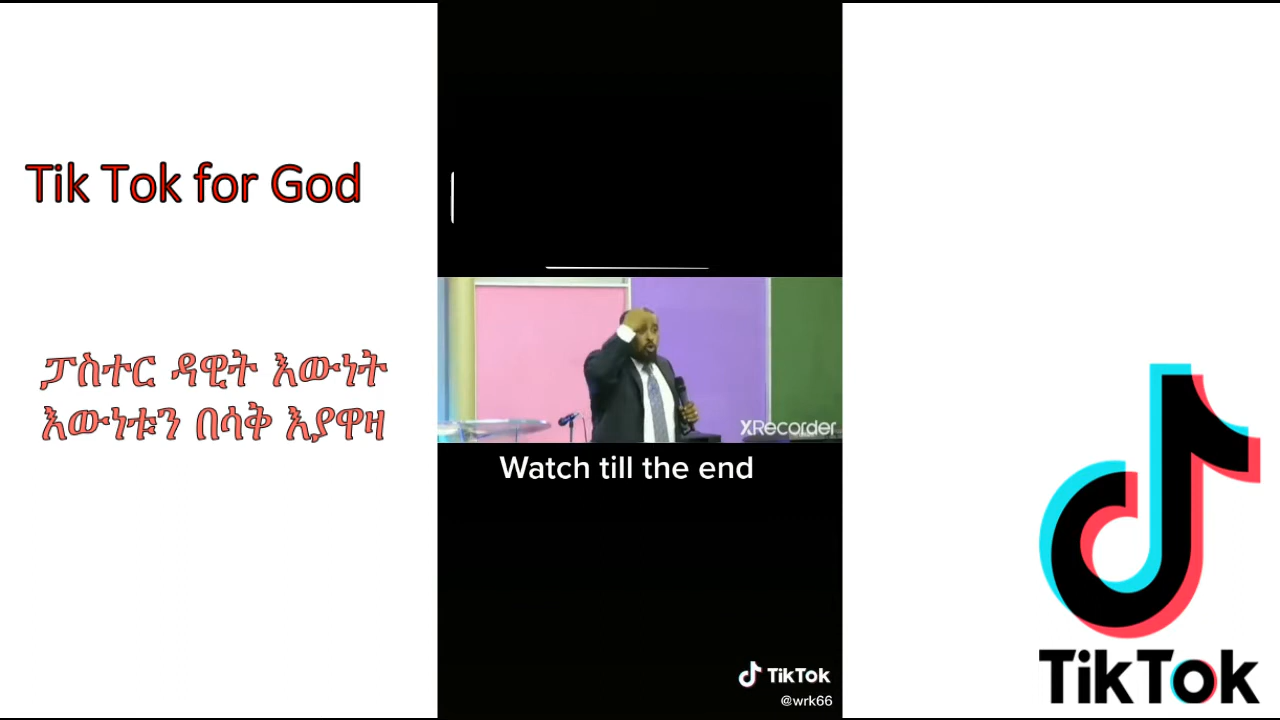 Tik Tok for God
ፓስተር ዳዊት እውነት
እውነቱን በሳቅ እያዋዛ
XRecorder
Watch till the end
TikTok
@wrk66
TikTok